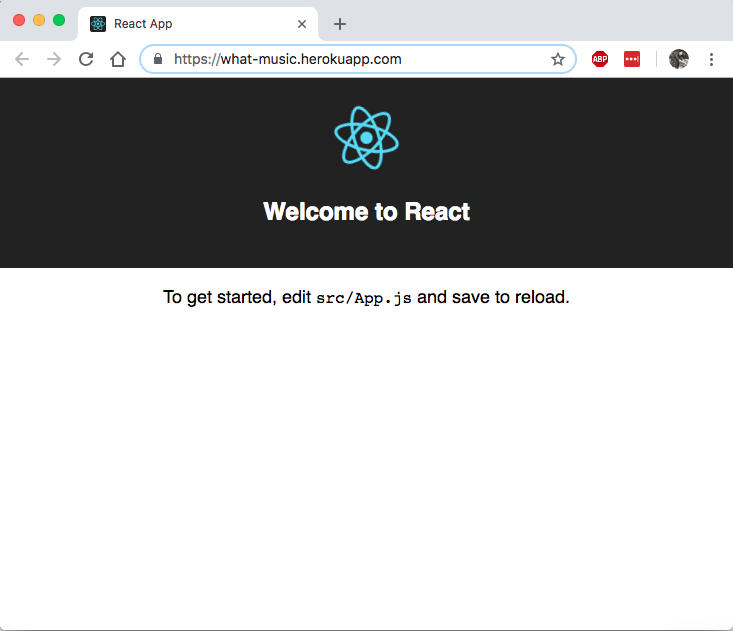 React App
https://what-music.herokuapp.com
ABP
Welcome to React
To get started, edit src/App.js and save to reload.